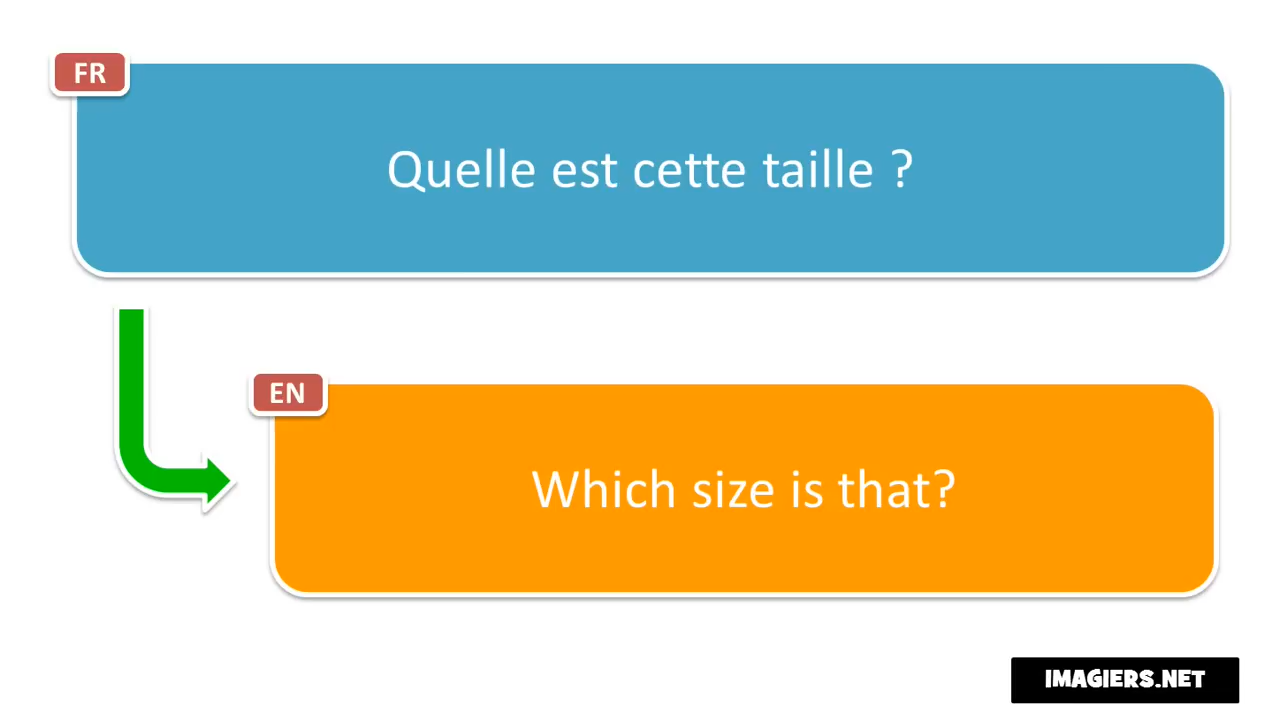 FR
Quelle est cette taille ?
EN
Which size is that?
IMAGIERS.NET